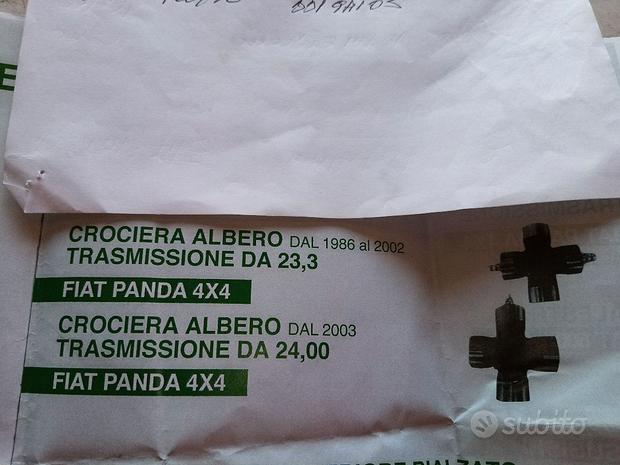 CROCIERA ALBERO DAL 1986 al 2002
TRASMISSIONE DA 23,3
FIAT PANDA 4X4
CROCIERA ALBERO DAL 2003
TRASMISSIONE DA 24,00
FIAT PANDA 4X4
subito